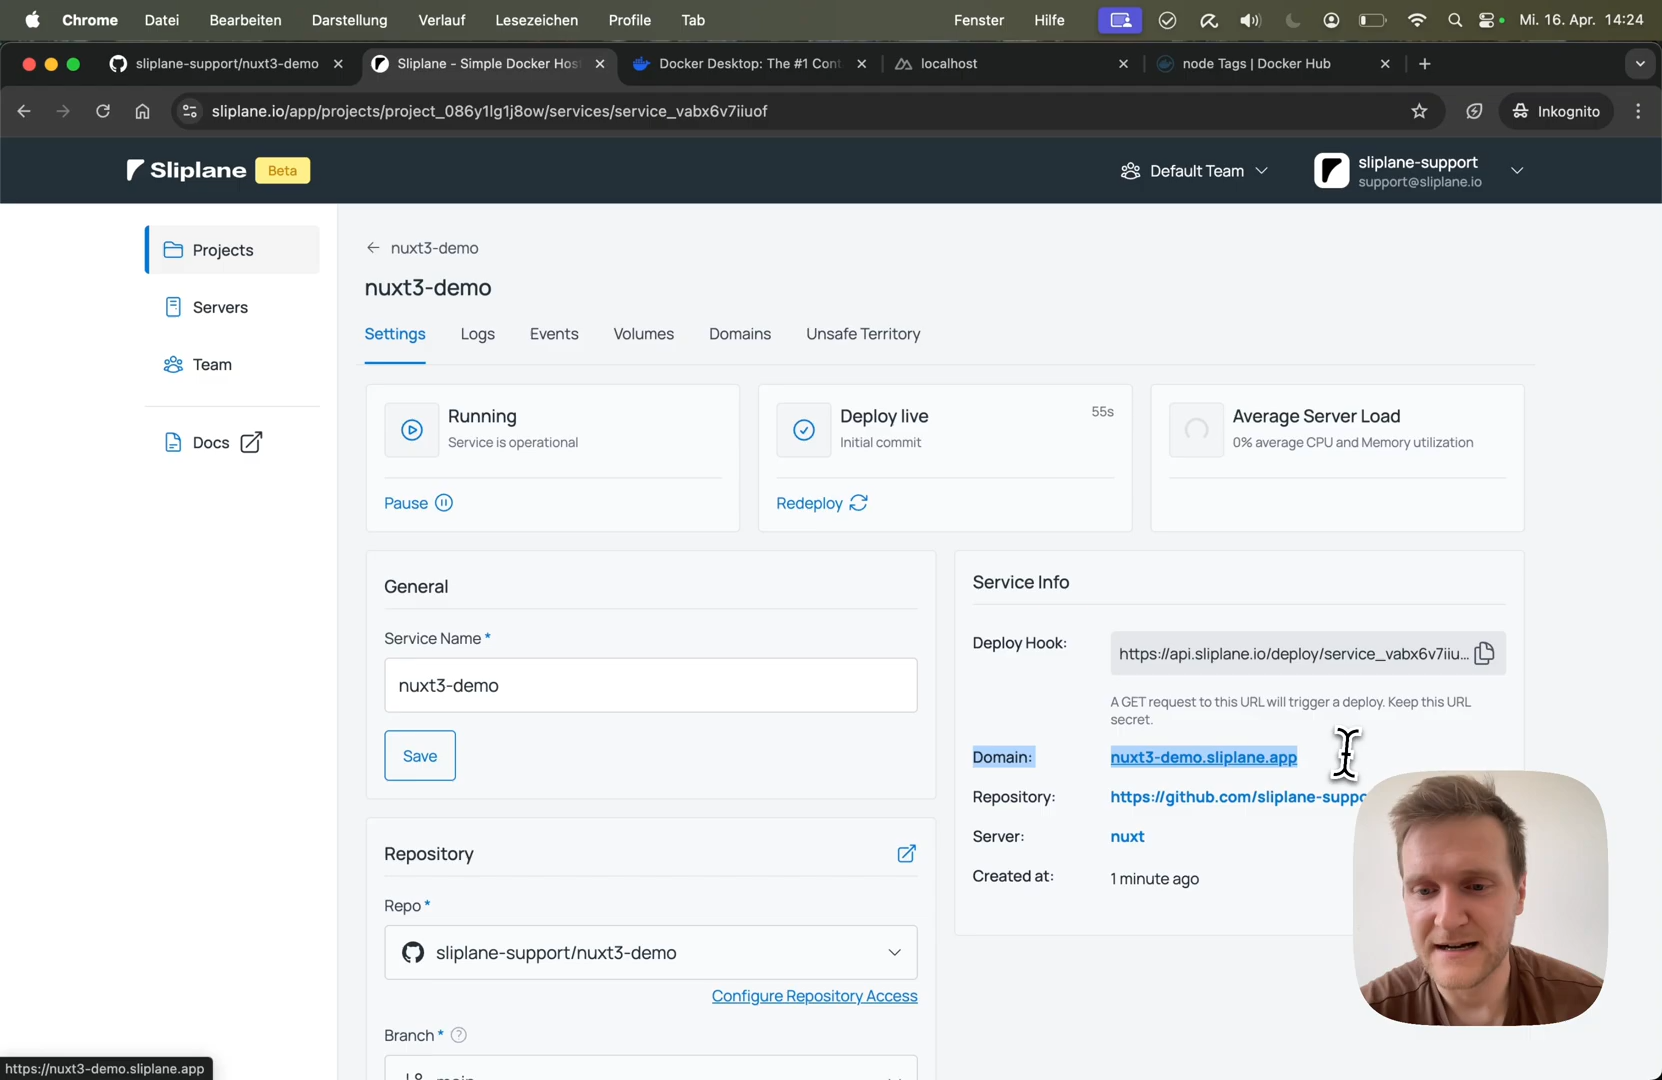 Chrome Datei Bearbeiten Darstellung Verlauf Lesezeichen Profile Tab Fenster Hilfe Mi. 16. Apr. 14:24
sliplane-support/nuxt3-demo
Sliplane - Simple Docker Hos
Docker Desktop: The #1 Cont
localhost
node Tags | Docker Hub
sliplane.io/app/projects/project_086y1lg1j8ow/services/service_vabx6v7iiuof
Inkognito
Sliplane Beta
Default Team
sliplane-support
support@sliplane.io
Projects
Servers
Team
Docs
nuxt3-demo
nuxt3-demo
Settings Logs Events Volumes Domains Unsafe Territory
Running
Service is operational
Pause
Deploy live
55s
Initial commit
Redeploy
Average Server Load
0% average CPU and Memory utilization
General
Service Name *
nuxt3-demo
Save
Repository
Repo *
sliplane-support/nuxt3-demo
Configure Repository Access
Branch *
main
Service Info
Deploy Hook: https://api.sliplane.io/deploy/service_vabx6v7iiu...
A GET request to this URL will trigger a deploy. Keep this URL
secret.
Domain: nuxt3-demo.sliplane.app
Repository: https://github.com/sliplane-suppo
Server: nuxt
Created at: 1 minute ago
https://nuxt3-demo.sliplane.app